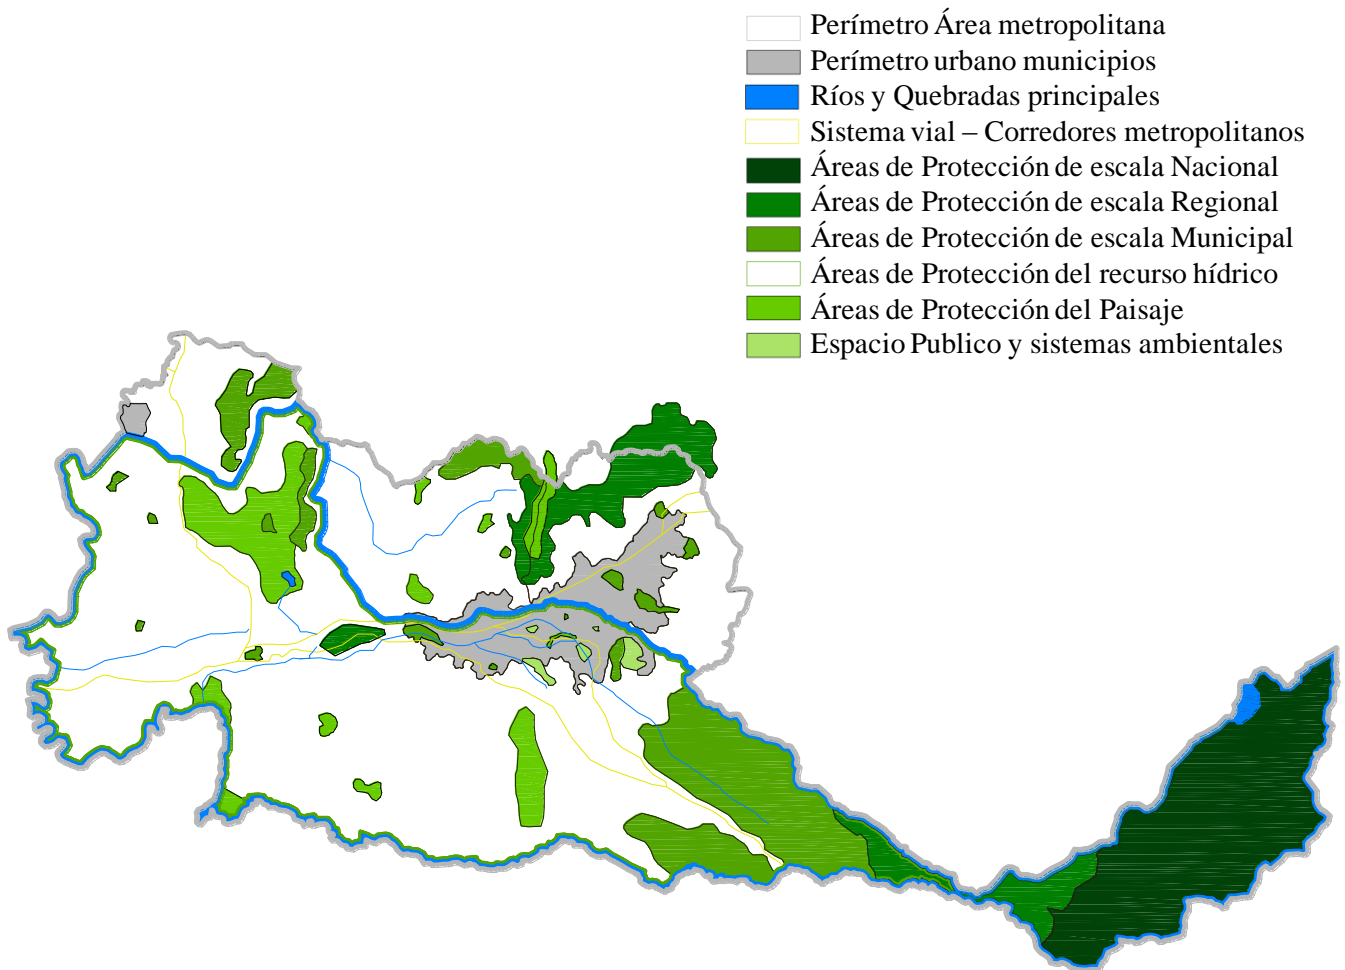 Perímetro Área metropolitana
Perímetro urbano municipios
Ríos y Quebradas principales
Sistema vial – Corredores metropolitanos
Áreas de Protección de escala Nacional
Áreas de Protección de escala Regional
Áreas de Protección de escala Municipal
Áreas de Protección del recurso hídrico
Áreas de Protección del Paisaje
Espacio Publico y sistemas ambientales